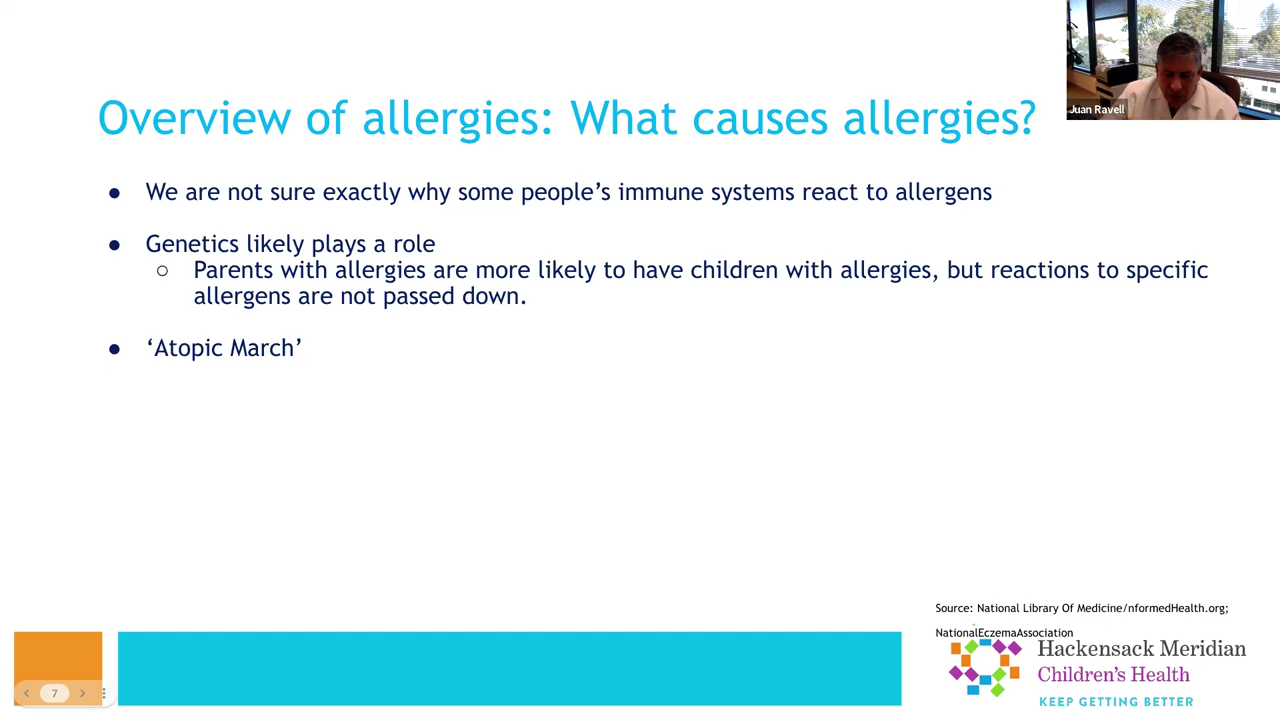 Juan Ravell
Overview of allergies: What causes allergies?
● We are not sure exactly why some people’s immune systems react to allergens
● Genetics likely plays a role
○ Parents with allergies are more likely to have children with allergies, but reactions to specific
allergens are not passed down.
● ‘Atopic March’
Source: National Library Of Medicine/nformedHealth.org;
NationalEczemaAssociation
Hackensack Meridian
Children’s Health
KEEP GETTING BETTER
7